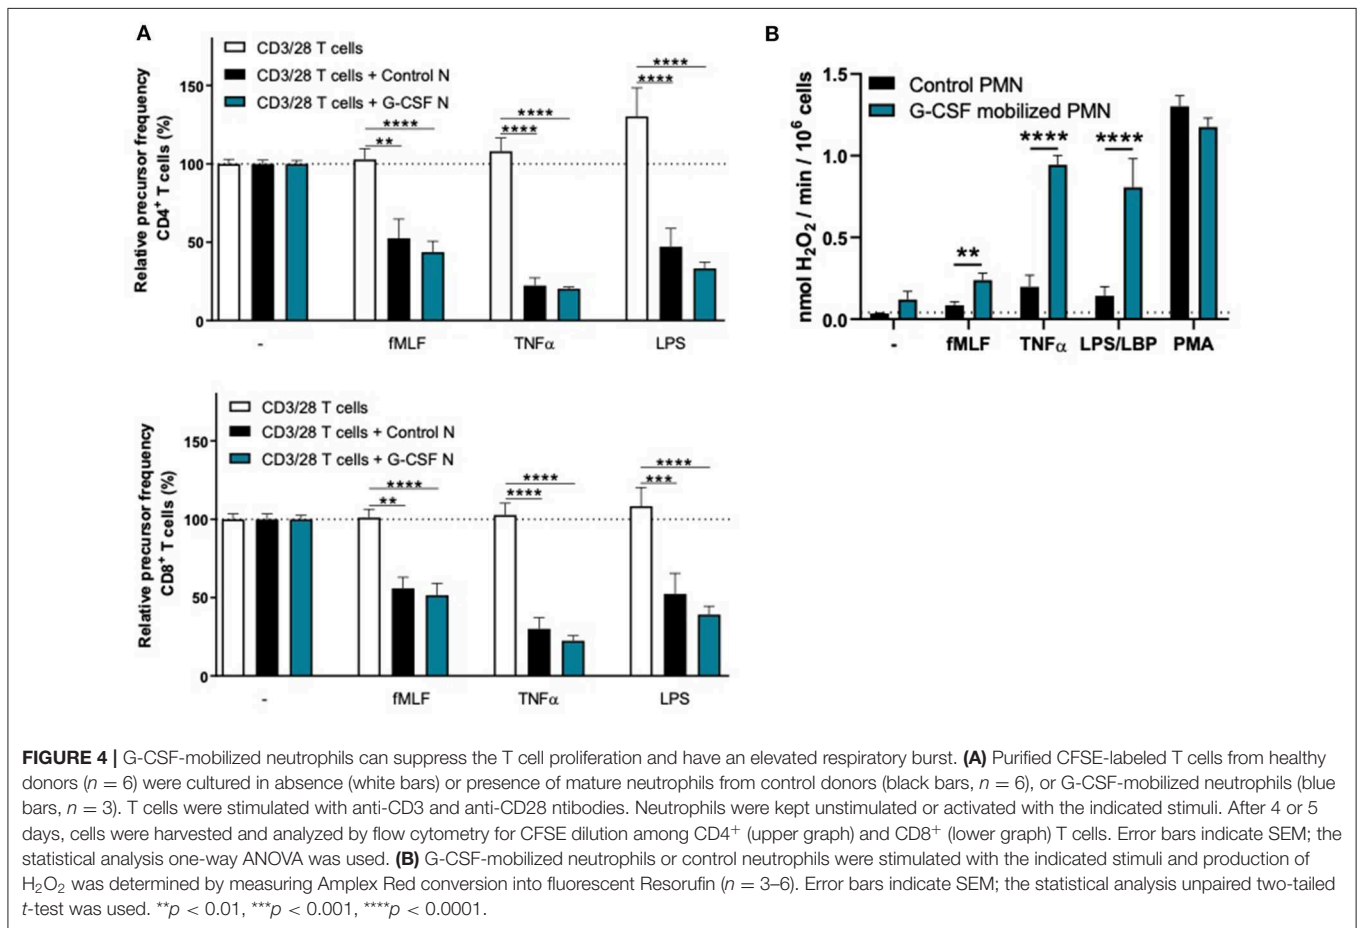 A
CD3/28 T cells
CD3/28 T cells + Control N
CD3/28 T cells + G-CSF N
Relative precursor frequency
CD4⁺ T cells (%)
150
100
50
0
**
****
****
****
****
****
-
fMLF
TNFα
LPS
B
Control PMN
G-CSF mobilized PMN
nmol H₂O₂ / min / 10⁶ cells
1.5
1.0
0.5
0.0
**
****
****
-
fMLF
TNFα
LPS/LBP
PMA
CD3/28 T cells
CD3/28 T cells + Control N
CD3/28 T cells + G-CSF N
Relative precursor frequency
CD8⁺ T cells (%)
150
100
50
0
****
**
****
****
****
***
-
fMLF
TNFα
LPS
FIGURE 4 | G-CSF-mobilized neutrophils can suppress the T cell proliferation and have an elevated respiratory burst. (A) Purified CFSE-labeled T cells from healthy
donors (n = 6) were cultured in absence (white bars) or presence of mature neutrophils from control donors (black bars, n = 6), or G-CSF-mobilized neutrophils (blue
bars, n = 3). T cells were stimulated with anti-CD3 and anti-CD28 ntibodies. Neutrophils were kept unstimulated or activated with the indicated stimuli. After 4 or 5
days, cells were harvested and analyzed by flow cytometry for CFSE dilution among CD4⁺ (upper graph) and CD8⁺ (lower graph) T cells. Error bars indicate SEM; the
statistical analysis one-way ANOVA was used. (B) G-CSF-mobilized neutrophils or control neutrophils were stimulated with the indicated stimuli and production of
H₂O₂ was determined by measuring Amplex Red conversion into fluorescent Resorufin (n = 3–6). Error bars indicate SEM; the statistical analysis unpaired two-tailed
t-test was used. **p < 0.01, ***p < 0.001, ****p < 0.0001.